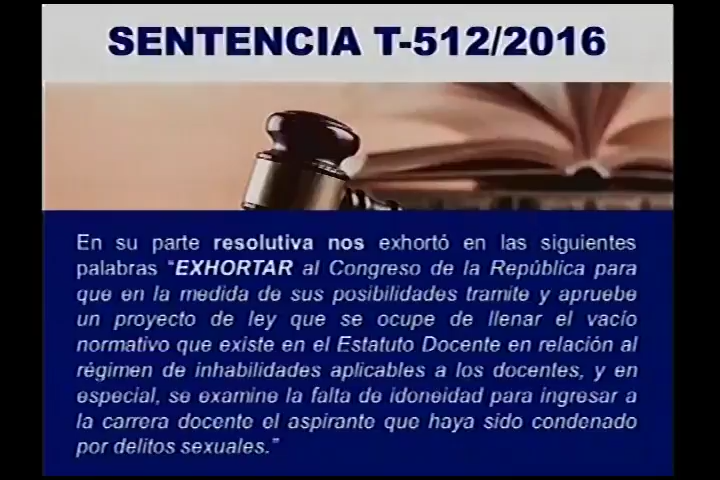 SENTENCIA T-512/2016
En su parte resolutiva nos exhortó en las siguientes
palabras "EXHORTAR al Congreso de la República para
que en la medida de sus posibilidades tramite y apruebe
un proyecto de ley que se ocupe de llenar el vacío
normativo que existe en el Estatuto Docente en relación al
régimen de inhabilidades aplicables a los docentes, y en
especial, se examine la falta de idoneidad para ingresar a
la carrera docente el aspirante que haya sido condenado
por delitos sexuales."